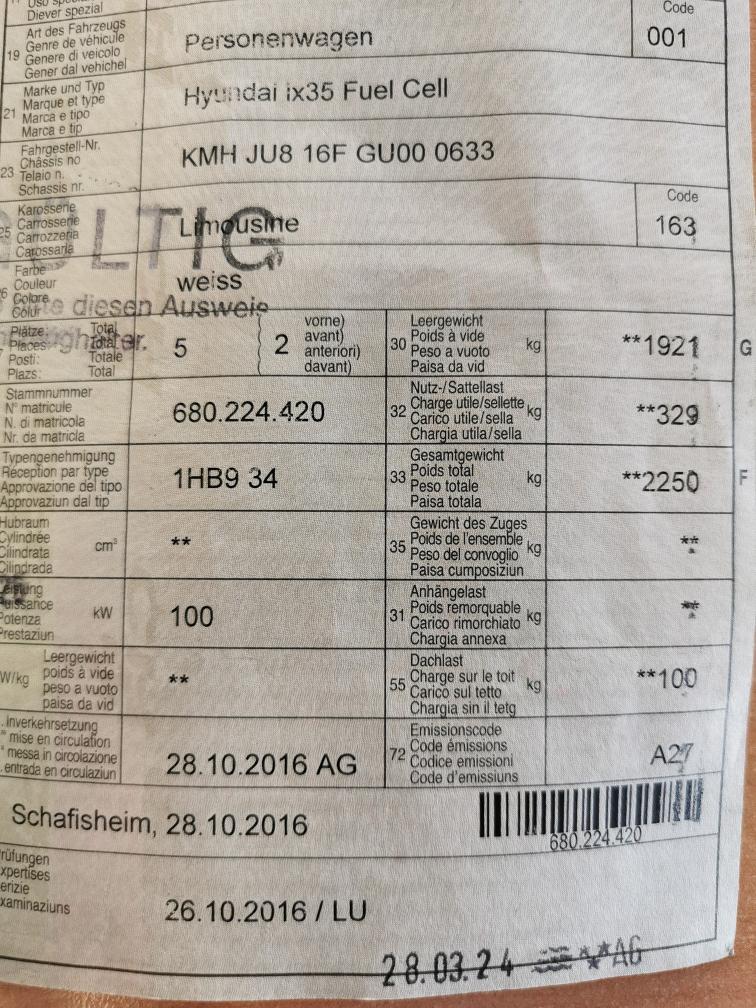 Diever spezial
Code
19 Art des Fahrzeugs
Genre de véhicule
Genere di veicolo
Gener dal vehichel
Personenwagen
001
21 Marke und Typ
Marque et type
Marca e tipo
Marca e tip
Hyundai ix35 Fuel Cell
23 Fahrgestell-Nr.
Châssis no
Telaio n.
Schassis nr.
KMH JU8 16F GU00 0633
25 Karosserie
Carrosserie
Carrozzeria
Carossaria
Limousine
Code
163
Farbe
Couleur
Colore
Colur
weiss
diesen Ausweis
Plätze: Total
Places: Total
Posti: Totale
Plazs: Total
5
2
vorne)
avant)
anteriori)
davant)
30 Leergewicht
Poids à vide
Peso a vuoto
Paisa da vid
kg
**1921
G
Stammnummer
N° matricule
N. di matricola
Nr. da matricla
680.224.420
32 Nutz-/Sattellast
Charge utile/sellette
Carico utile/sella
Chargia utila/sella
kg
**329
Typengenehmigung
Réception par type
Approvazione del tipo
Approvaziun dal tip
1HB9 34
33 Gesamtgewicht
Poids total
Peso totale
Paisa totala
kg
**2250
F
Hubraum
Cylindrée
Cilindrata
Cilindrada
cm³
**
35 Gewicht des Zuges
Poids de l'ensemble
Peso del convoglio
Paisa cumposiziun
kg
**
Leistung
Puissance
Potenza
Prestaziun
kW
100
31 Anhängelast
Poids remorquable
Carico rimorchiato
Chargia annexa
kg
**
W/kg
Leergewicht
poids à vide
peso a vuoto
paisa da vid
**
55 Dachlast
Charge sur le toit
Carico sul tetto
Chargia sin il tetg
kg
**100
. Inverkehrsetzung
mise en circulation
messa in circolazione
entrada en circulaziun
28.10.2016 AG
72 Emissionscode
Code émissions
Codice emissioni
Code d'emissiuns
A27
Schafisheim, 28.10.2016
680.224.420
rüfungen
xpertises
erizie
xaminaziuns
26.10.2016 / LU
28.03.24 AG